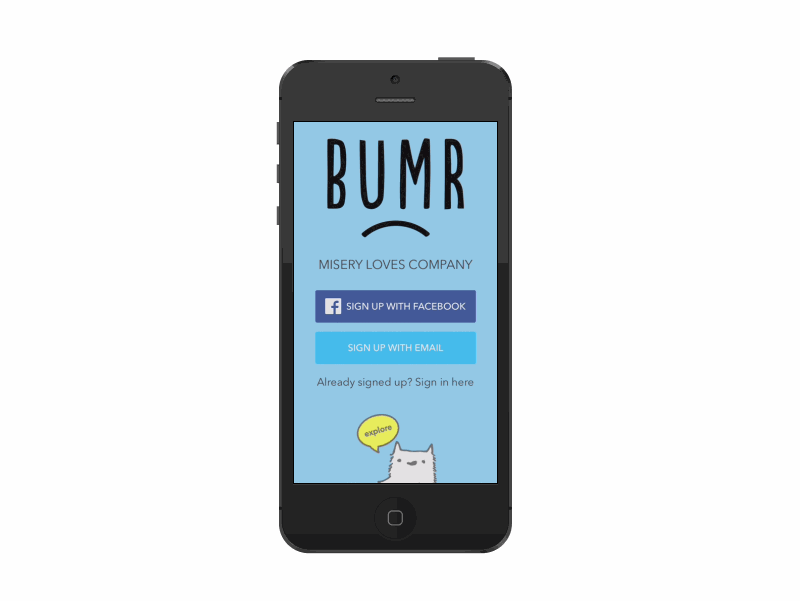 BUMR
MISERY LOVES COMPANY
SIGN UP WITH FACEBOOK
SIGN UP WITH EMAIL
Already signed up? Sign in here
explore